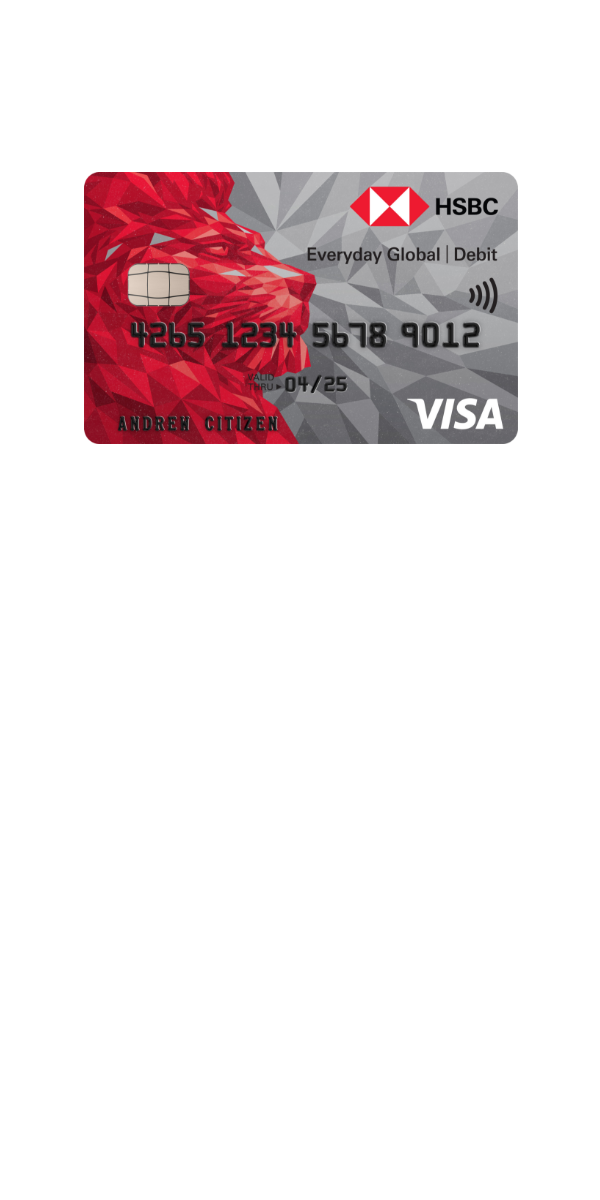 HSBC
Everyday Global | Debit
4265 1234 5678 9012
VALID
THRU ▶ 04/25
ANDREW CITIZEN
VISA